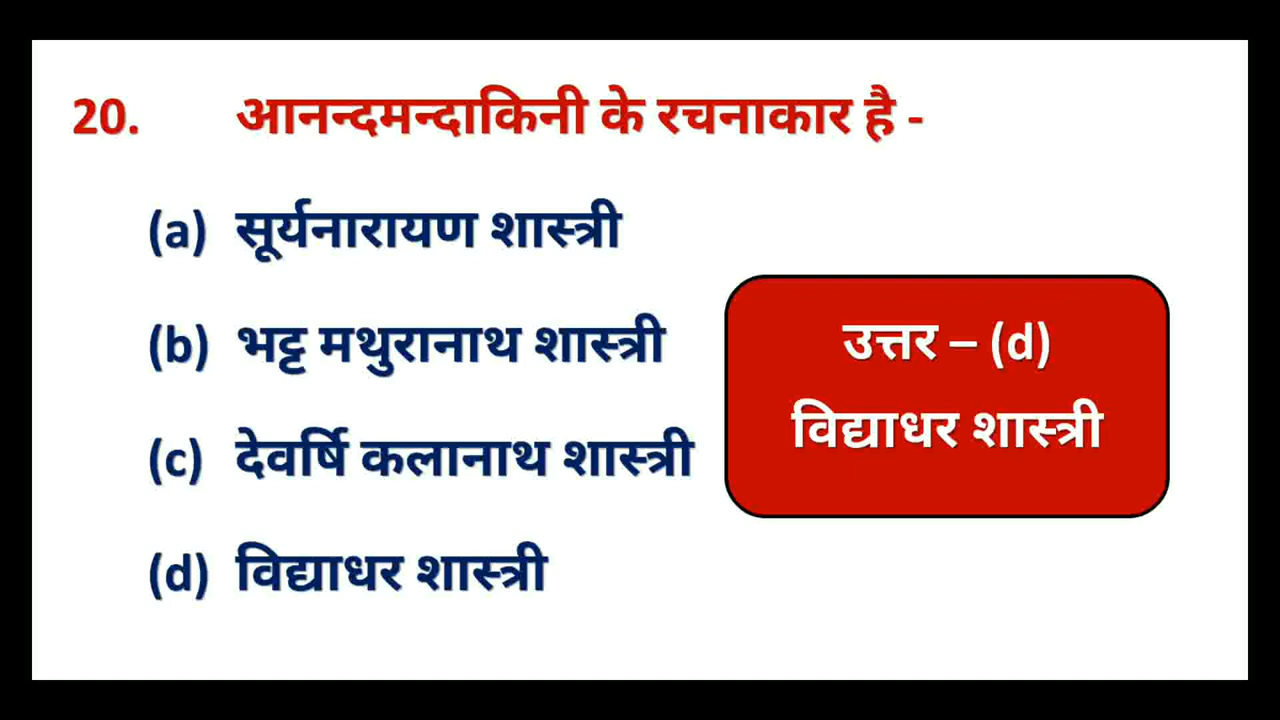 20. आनन्दमन्दाकिनी के रचनाकार है -
(a) सूर्यनारायण शास्त्री
(b) भट्ट मथुरानाथ शास्त्री
(c) देवर्षि कलानाथ शास्त्री
(d) विद्याधर शास्त्री
उत्तर – (d)
विद्याधर शास्त्री